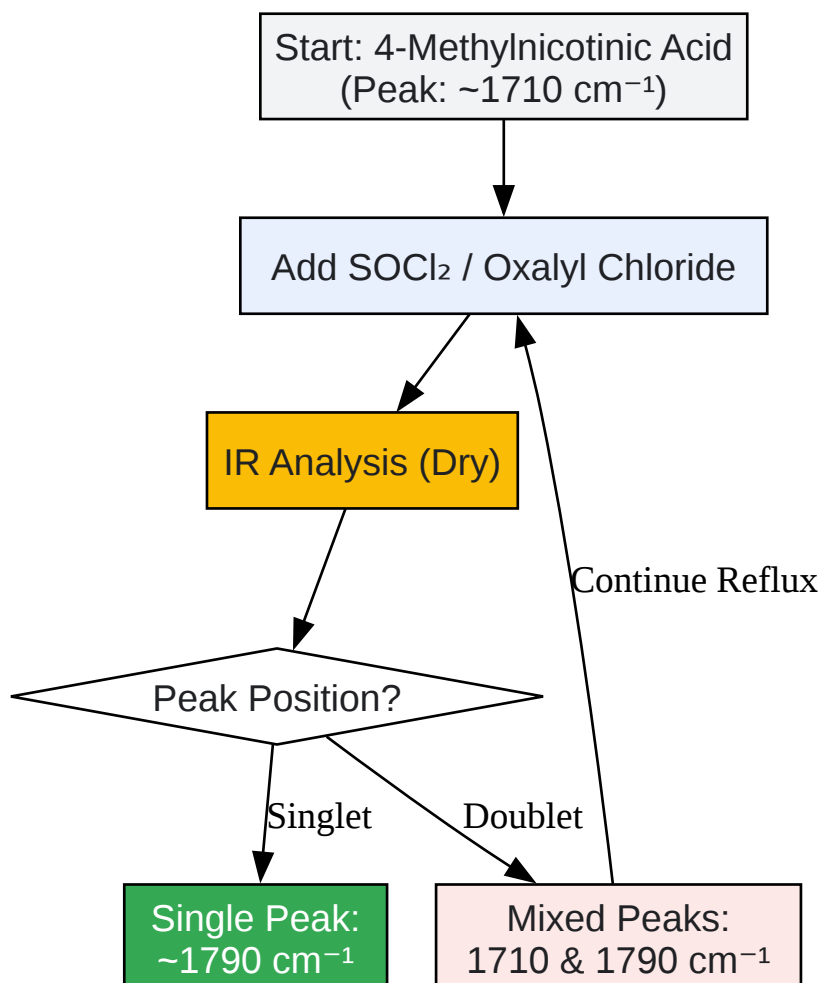 Start: 4-Methylnicotinic Acid
(Peak: ~1710 cm⁻¹)
Add SOCl₂ / Oxalyl Chloride
IR Analysis (Dry)
Continue Reflux
Peak Position?
Singlet
Doublet
Single Peak:
~1790 cm⁻¹
Mixed Peaks:
1710 & 1790 cm⁻¹